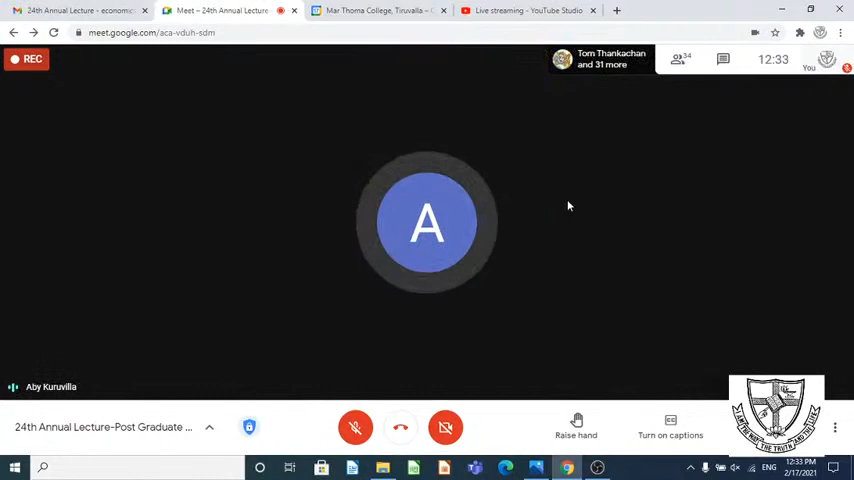 24th Annual Lecture - economic
Meet – 24th Annual Lecture
Mar Thoma College, Tiruvalla –
Live streaming - YouTube Studio
meet.google.com/aca-vduh-sdm
REC
Tom Thankachan
and 31 more
34
12:33
You
A
Aby Kuruvilla
24th Annual Lecture-Post Graduate ...
Raise hand
Turn on captions
ENG
12:33 PM
2/17/2021